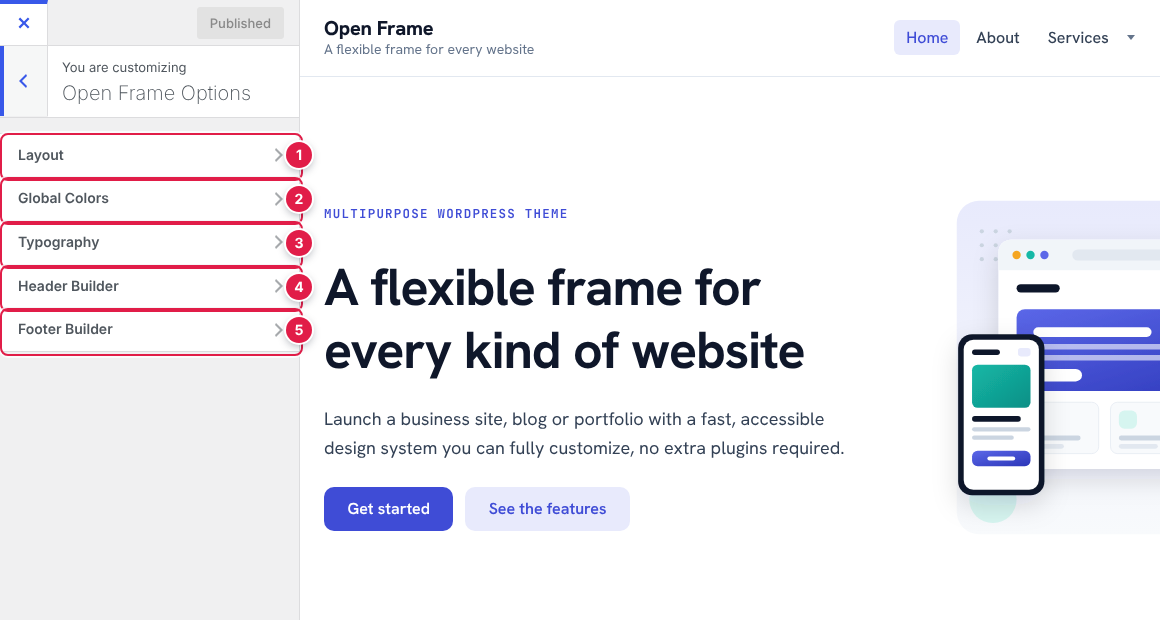 Published
You are customizing
Open Frame Options
Layout 1
Global Colors 2
Typography 3
Header Builder 4
Footer Builder 5
Open Frame
A flexible frame for every website
Home About Services
MULTIPURPOSE WORDPRESS THEME
A flexible frame for
every kind of website
Launch a business site, blog or portfolio with a fast, accessible
design system you can fully customize, no extra plugins required.
Get started See the features